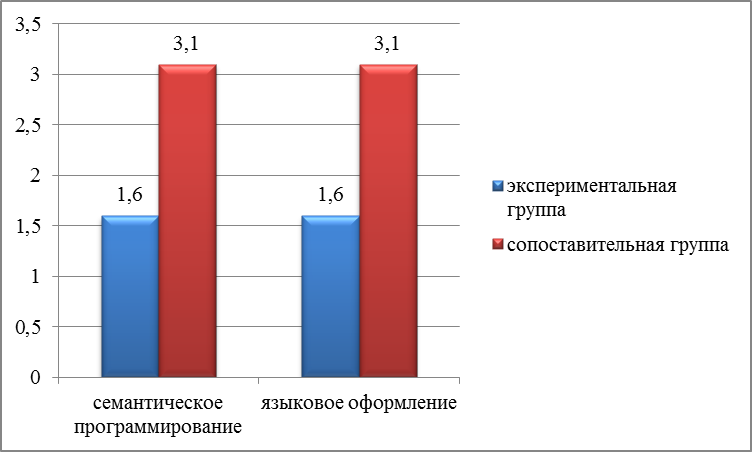 3,5
3
2,5
2
1,5
1
0,5
0
1,6
3,1
1,6
3,1
семантическое
программирование
языковое оформление
экспериментальная
группа
сопоставительная группа